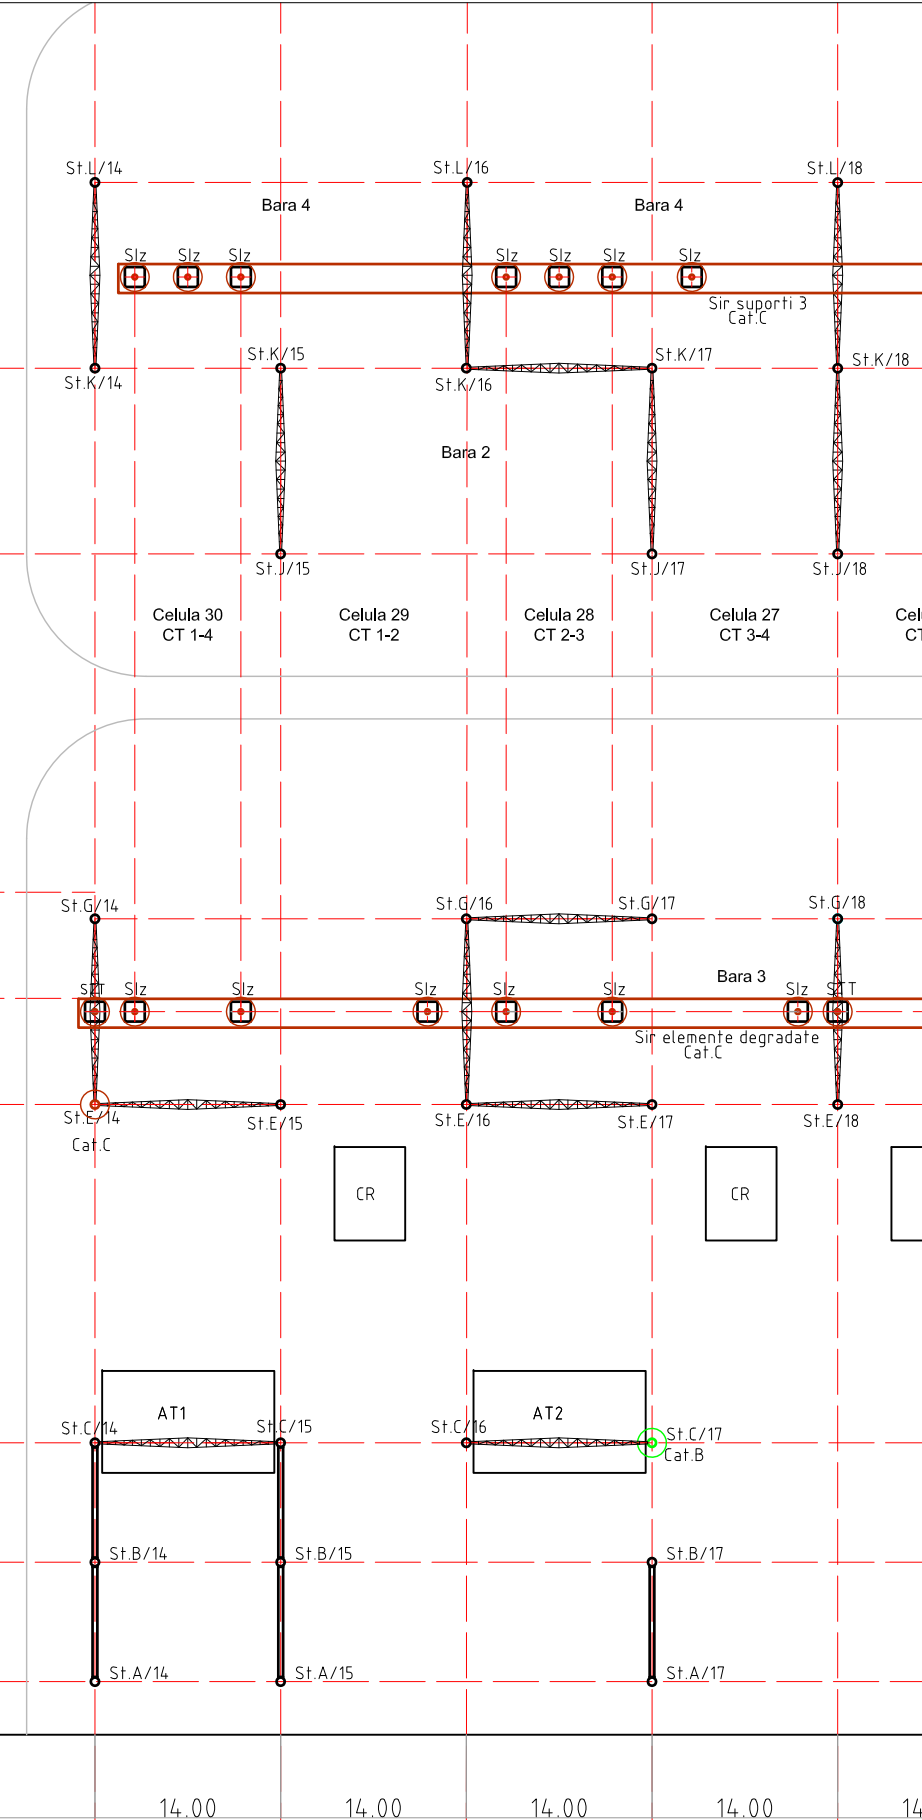 St.L/14 St.L/16 St.L/18
Bara 4 Bara 4
SIz SIz SIz SIz SIz SIz SIz
Sir suporti 3
Cat.C
St.K/15 St.K/17 St.K/18
St.K/14 St.K/16
Bara 2
St.J/15 St.J/17 St.J/18
Celula 30 Celula 29 Celula 28 Celula 27
CT 1-4 CT 1-2 CT 2-3 CT 3-4
St.G/14 St.G/16 St.G/17 St.G/18
Bara 3
STT SIz SIz SIz SIz SIz SIz STT
Sir elemente degradate
Cat.C
St.E/14 St.E/15 St.E/16 St.E/17 St.E/18
Cat.C
CR CR
AT1 AT2
St.C/14 St.C/15 St.C/16 St.C/17
Cat.B
St.B/14 St.B/15 St.B/17
St.A/14 St.A/15 St.A/17
14.00 14.00 14.00 14.00